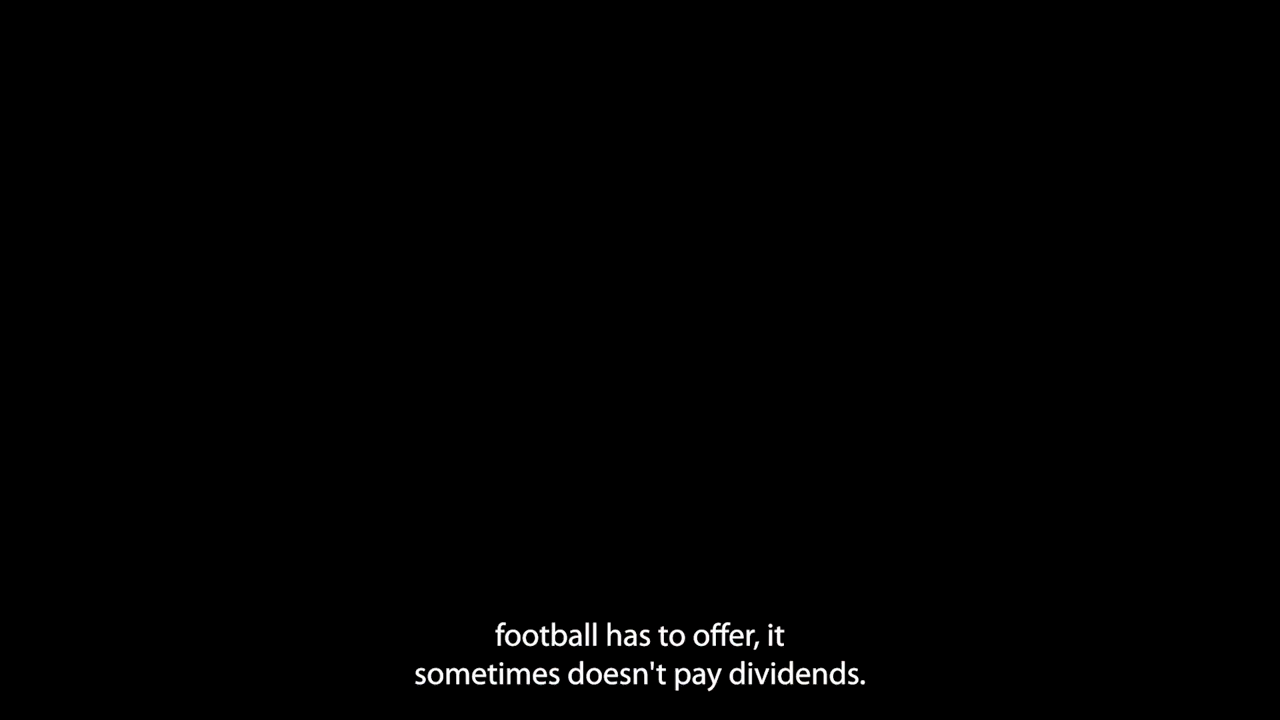 football has to offer, it
sometimes doesn't pay dividends.